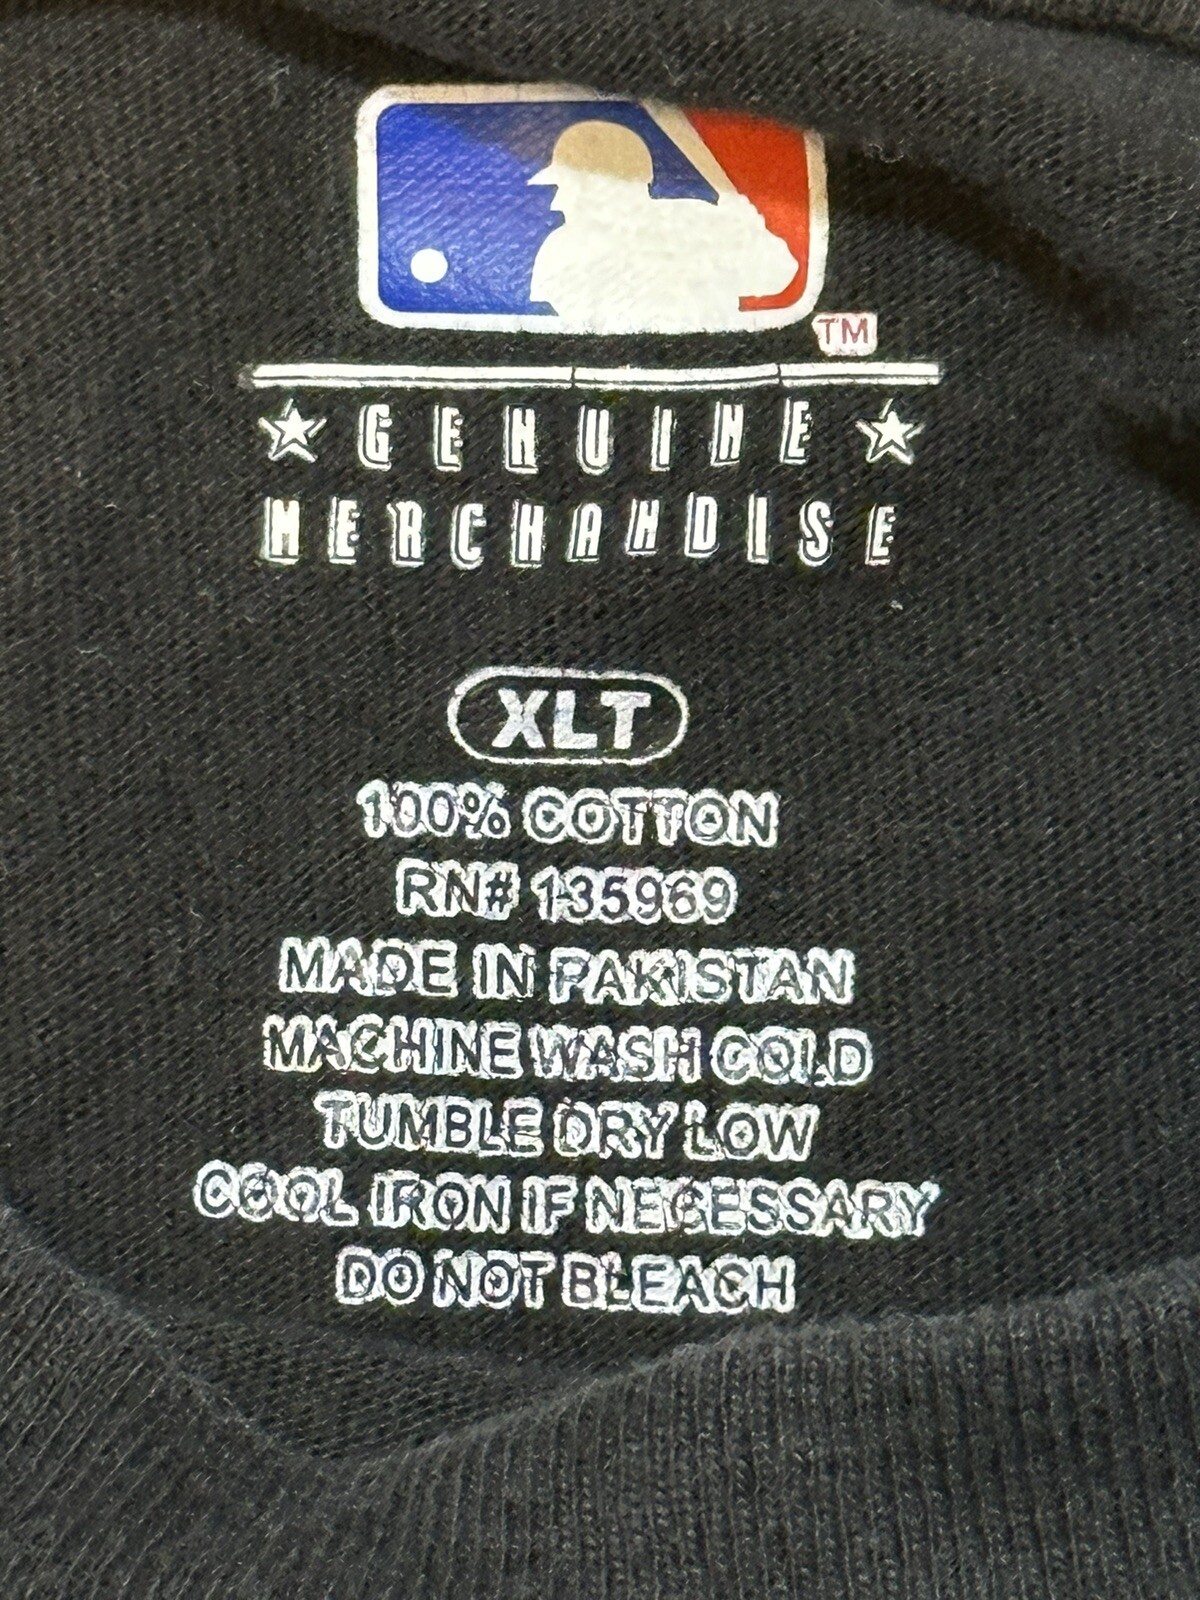 TM
GENUINE
MERCHANDISE
XLT
100% COTTON
RN# 135969
MADE IN PAKISTAN
MACHINE WASH COLD
TUMBLE DRY LOW
COOL IRON IF NECESSARY
DO NOT BLEACH